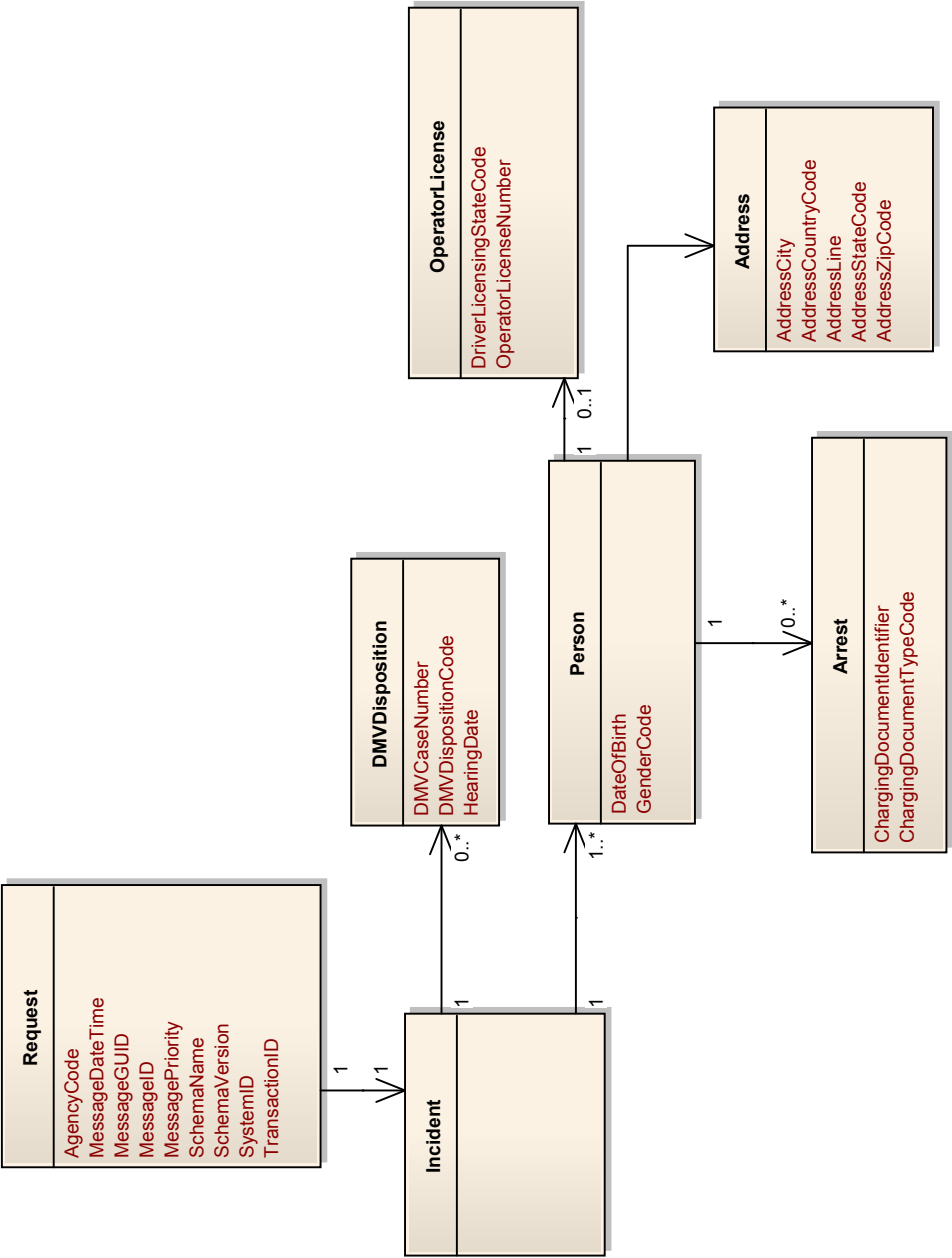 Request
AgencyCode
MessageDateTime
MessageGUID
MessageID
MessagePriority
SchemaName
SchemaVersion
SystemID
TransactionID
1
1
Incident
1
0..*
DMVDisposition
DMVCaseNumber
DMVDispositionCode
HearingDate
1
1..*
Person
DateOfBirth
GenderCode
1
0..1
OperatorLicense
DriverLicensingStateCode
OperatorLicenseNumber
1
0..*
Arrest
ChargingDocumentIdentifier
ChargingDocumentTypeCode
Address
AddressCity
AddressCountryCode
AddressLine
AddressStateCode
AddressZipCode